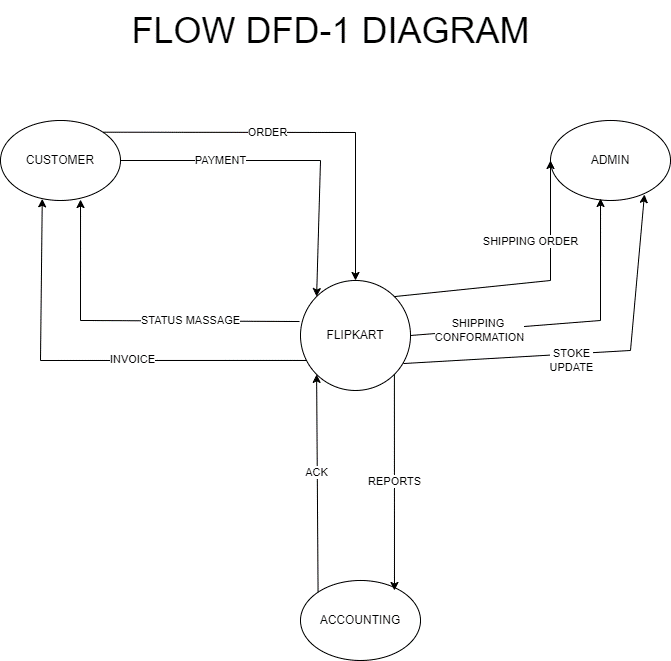 FLOW DFD-1 DIAGRAM
ORDER
CUSTOMER
PAYMENT
ADMIN
SHIPPING ORDER
STATUS MASSAGE
FLIPKART
SHIPPING
CONFORMATION
INVOICE
STOKE
UPDATE
ACK
REPORTS
ACCOUNTING